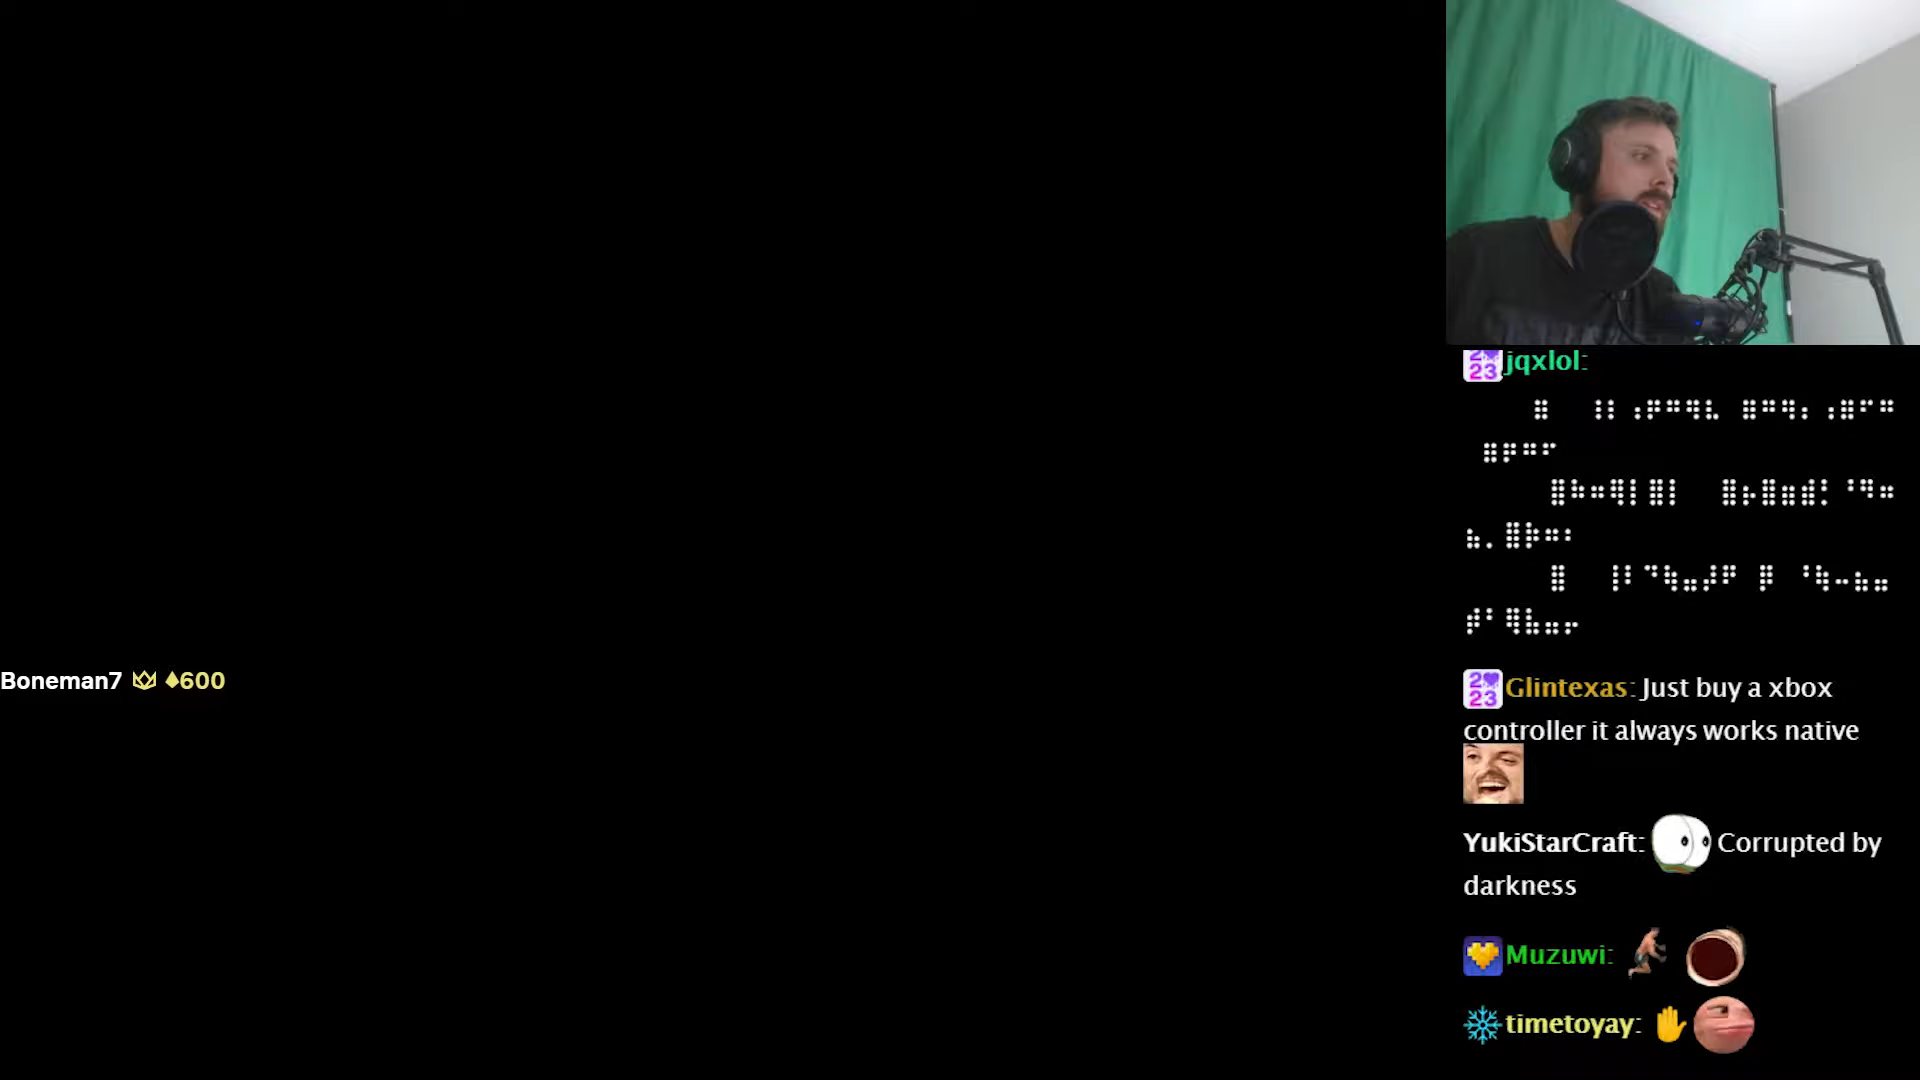 jqxlol:
Boneman7 600
Glintexas: Just buy a xbox
controller it always works native
YukiStarCraft: Corrupted by
darkness
Muzuwi:
timetoyay: